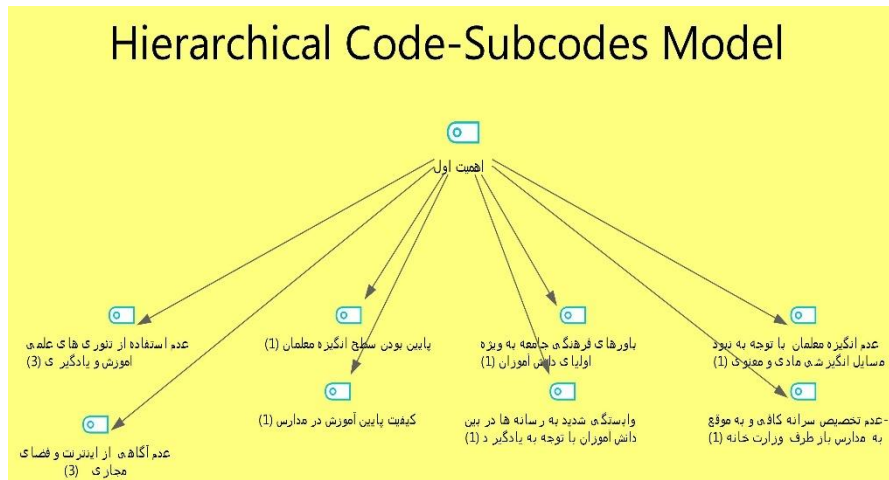 Hierarchical Code-Subcodes Model
اهمیت اول
عدم استفاده از تئوری های علمی
اموزش و یادگیر ی (3)
پایین بودن سطح انگیزه معلمان (1)
باورهای فرهنگی جامعه به ویژه
اولیای دانش آموزان (1)
عدم انگیزه معلمان با توجه به نبود
مسایل انگیزشی مادی و معنوی (1)
عدم آگاهی از اینترنت و فضای
مجازی (3)
کیفیت پایین آموزش در مدارس (1)
وابستگی شدید به رسانه ها در بین
دانش آموزان با توجه به یادگیر د (1)
عدم تخصیص سرانه کافی و به موقع-
به مدارس باز طرف وزارت خانه (1)